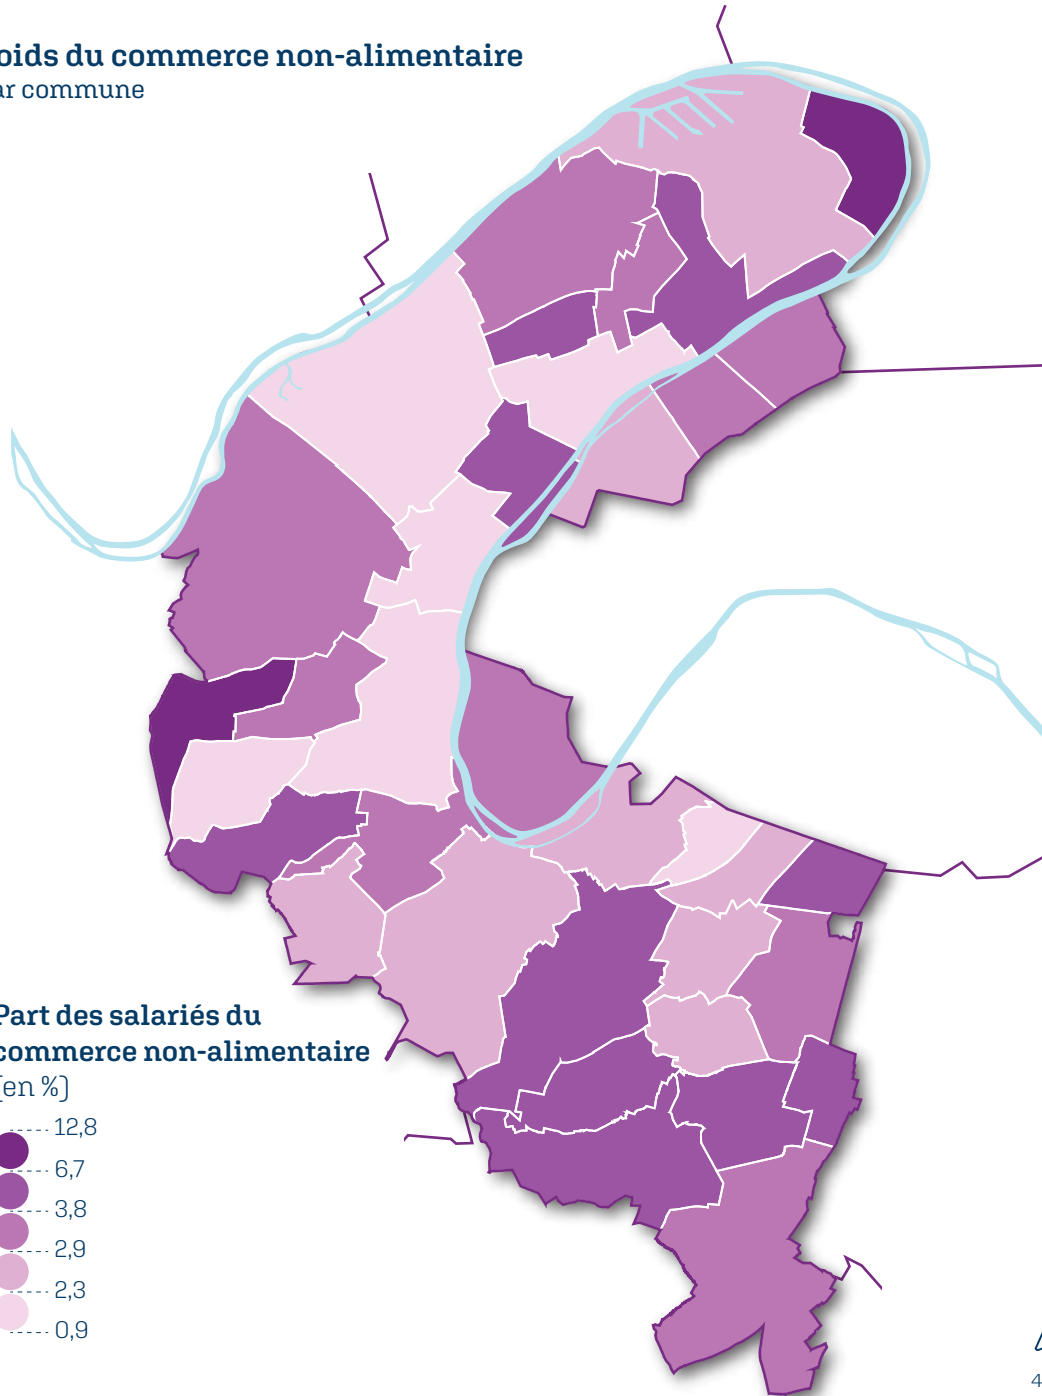 oids du commerce non-alimentaire
ar commune
Part des salariés du
commerce non-alimentaire
[en %]
12,8
6,7
3,8
2,9
2,3
0,9
4